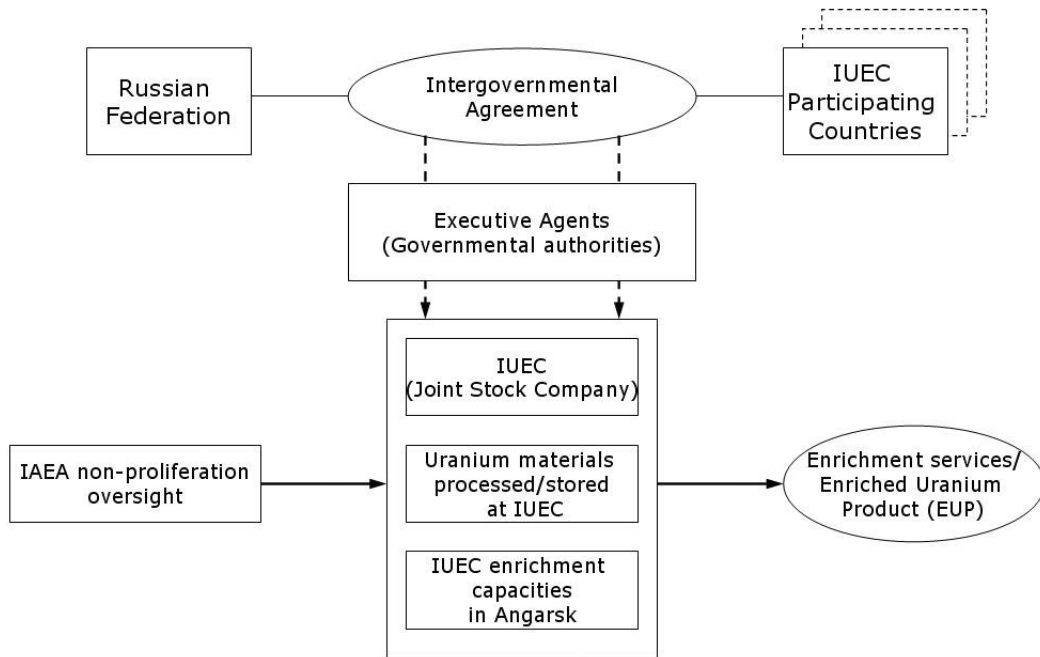 Russian
Federation
Intergovernmental
Agreement
IUEC
Participating
Countries
Executive Agents
(Governmental authorities)
IUEC
(Joint Stock Company)
IAEA non-proliferation
oversight
Uranium materials
processed/stored
at IUEC
Enrichment services/
Enriched Uranium
Product (EUP)
IUEC enrichment
capacities
in Angarsk